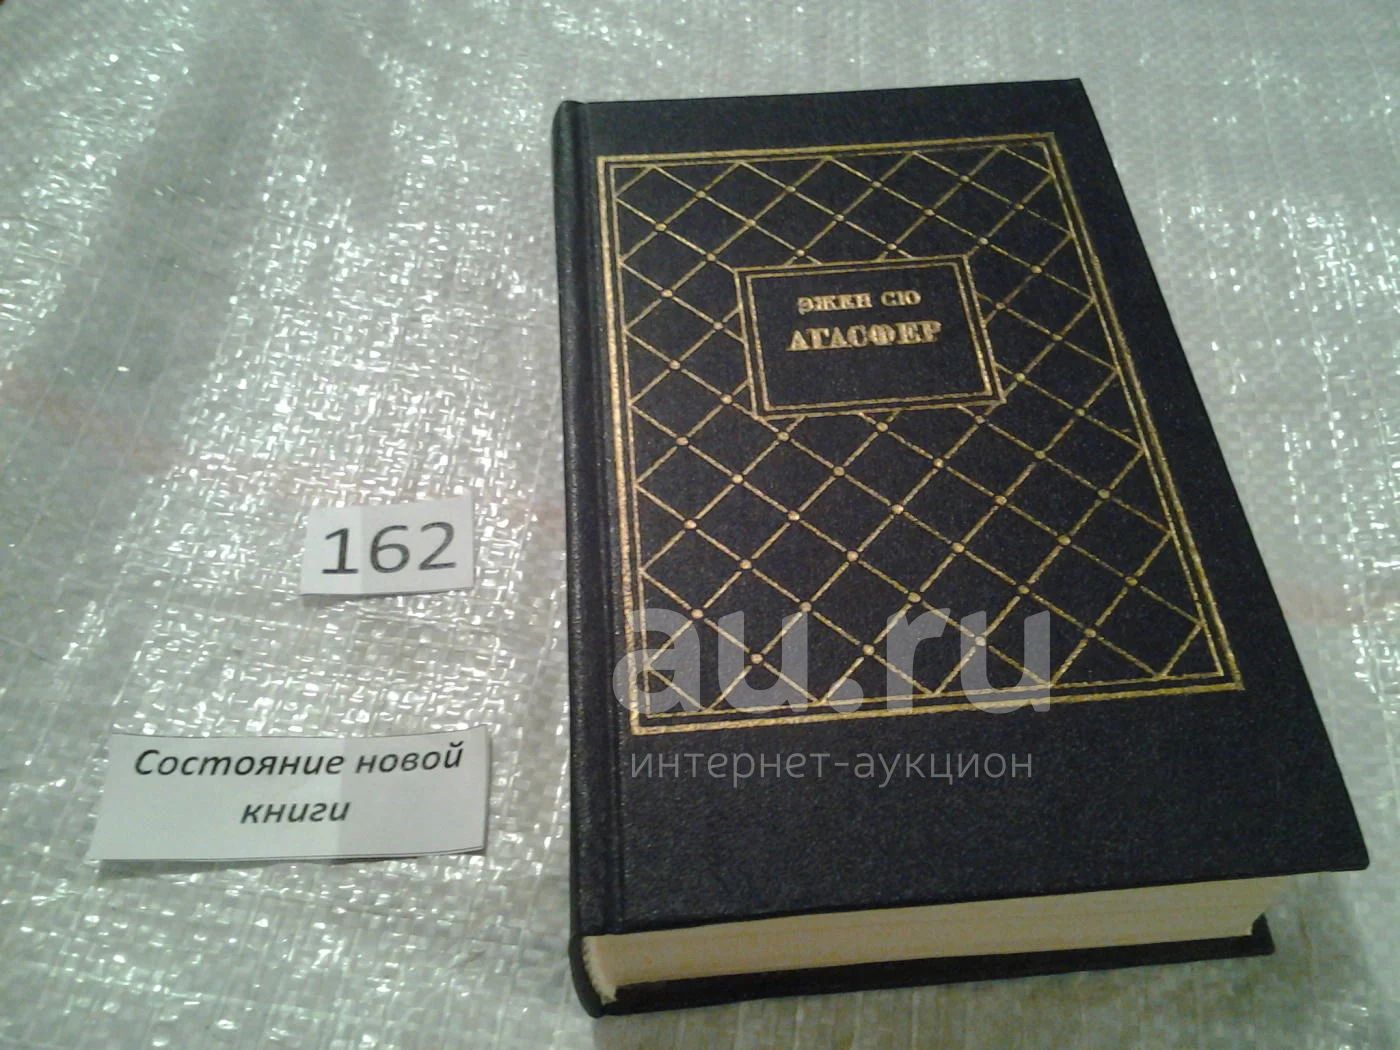 ЭЖЕН СЮ
АГАСФЕР
162
au.ru
интернет-аукцион
Состояние новой
книги